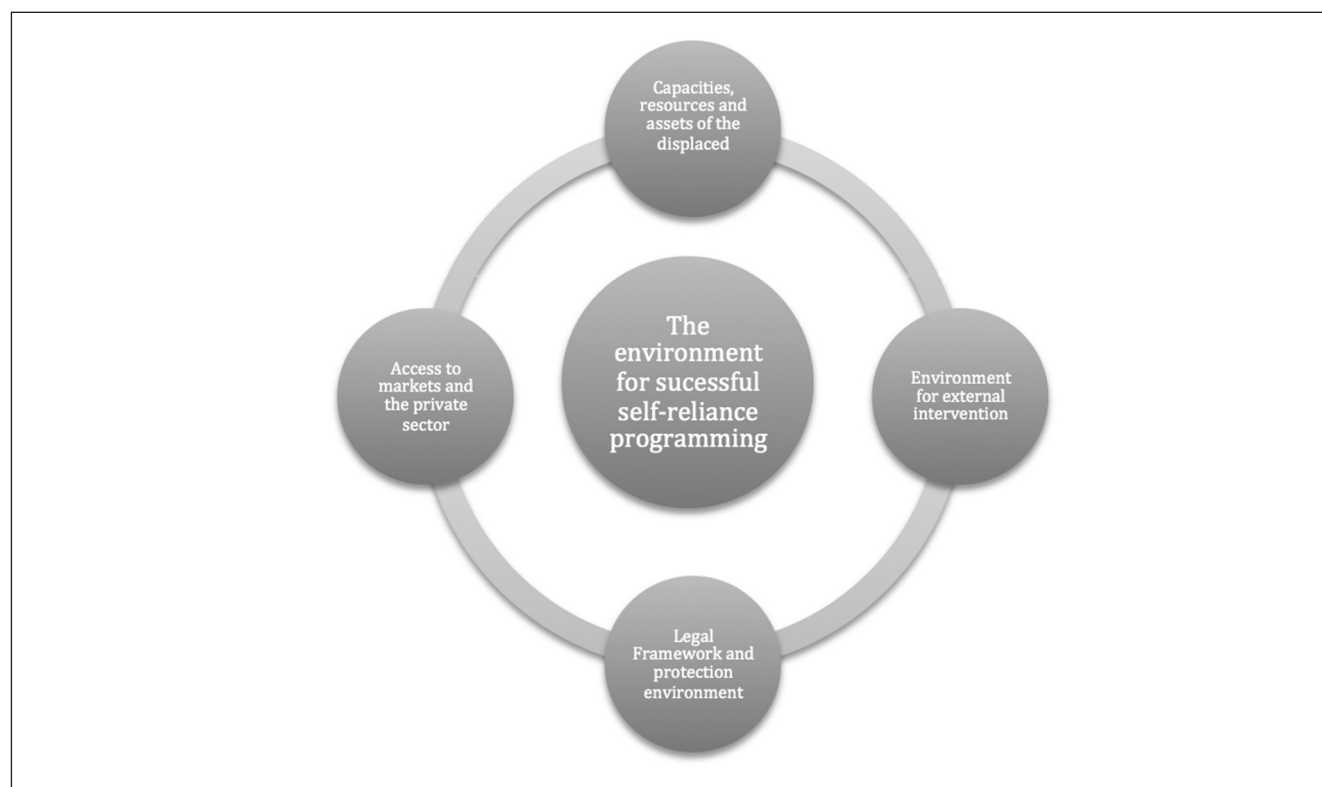 Capacities,
resources and
assets of the
displaced
The
environment
for sucessful
self-reliance
programming
Access to
markets and
the private
sector
Environment
for external
intervention
Legal
Framework and
protection
environment